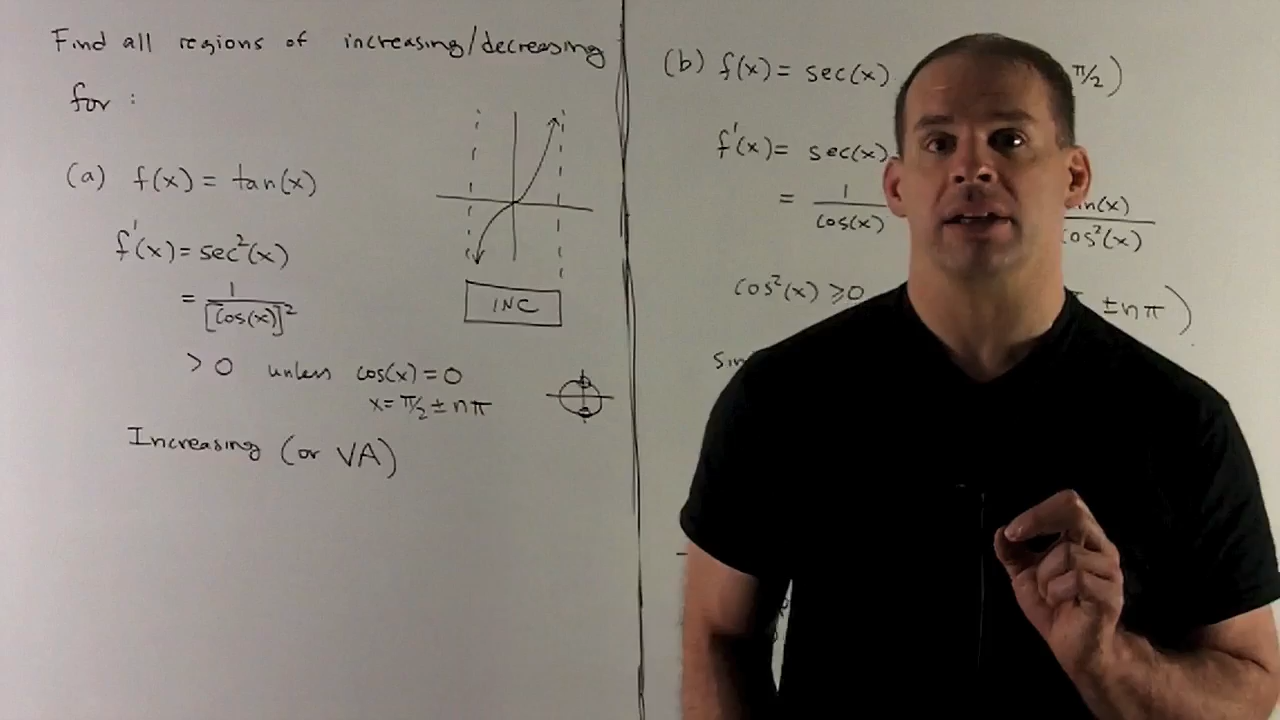 Find all regions of increasing/decreasing
for :
(a) f(x) = tan(x)
f'(x) = sec²(x)
= 1/[cos(x)]²
> 0 unless cos(x) = 0
x = π/2 ± nπ
Increasing (or VA)
INC
(b) f(x) = sec(x) π/2)
f'(x) = sec(x)
= 1/cos(x) (x)/cos²(x)
cos²(x) ≥ 0 ± nπ)